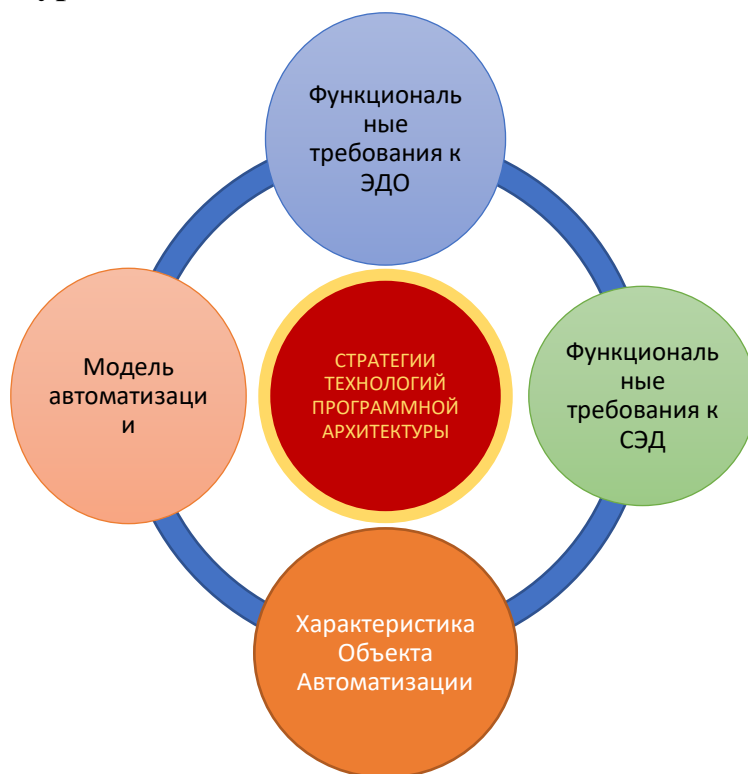 Функциональ
ные
требования к
ЭДО
Модель
автоматизаци
и
СТРАТЕГИИ
ТЕХНОЛОГИЙ
ПРОГРАММНОЙ
АРХИТЕКТУРЫ
Функциональ
ные
требования к
СЭД
Характеристика
Объекта
Автоматизации